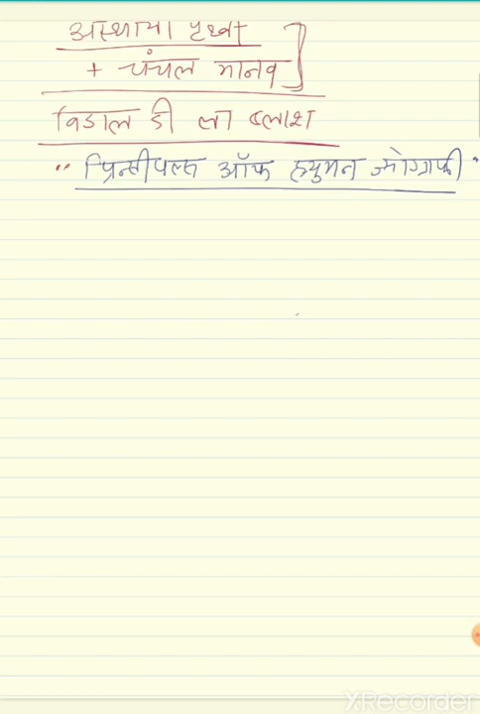 अस्थायी पृथ्वी
+ चंचल मानव
विडाल डी ला ब्लाश
" प्रिन्सीपल्स ऑफ ह्युमन ज्योग्राफी "
XRecorder